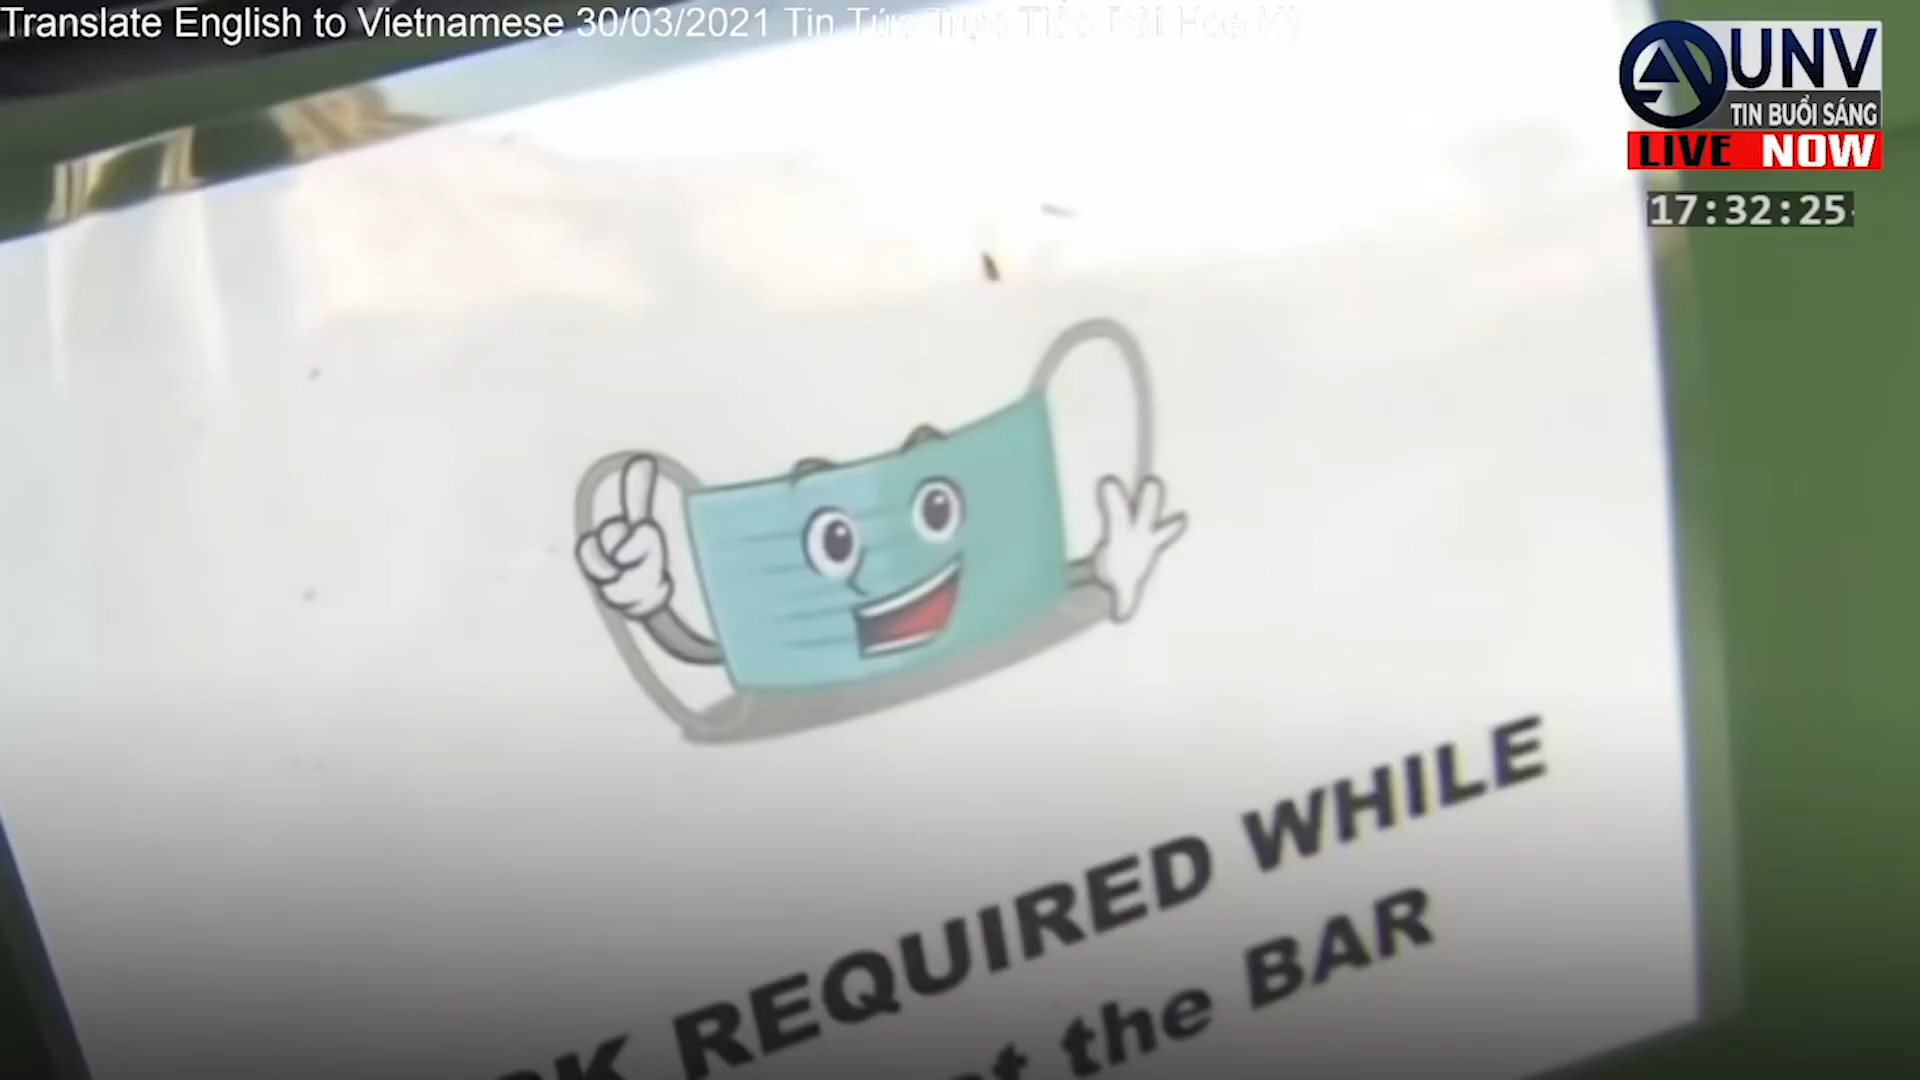 Translate English to Vietnamese 30/03/2021 Tin Tức Trực Tiếp Đài Hoa Kỳ
UNV
TIN BUỔI SÁNG
LIVE NOW
17:32:25
REQUIRED WHILE
the BAR